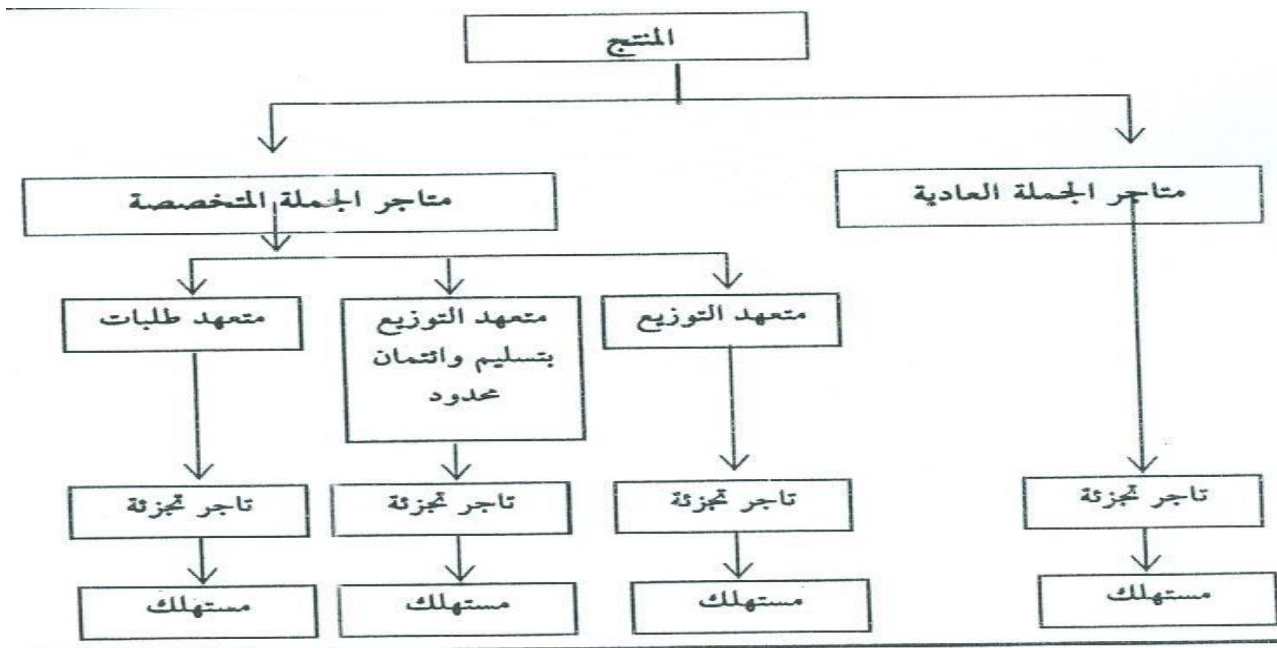 المنتج
متاجر الجملة العادية
متاجر الجملة المتخصصة
متعهد التوزيع
متعهد التوزيع
بتسليم وائتمان
محدود
متعهد طلبات
تاجر تجزئة
تاجر تجزئة
تاجر تجزئة
تاجر تجزئة
مستهلك
مستهلك
مستهلك
مستهلك